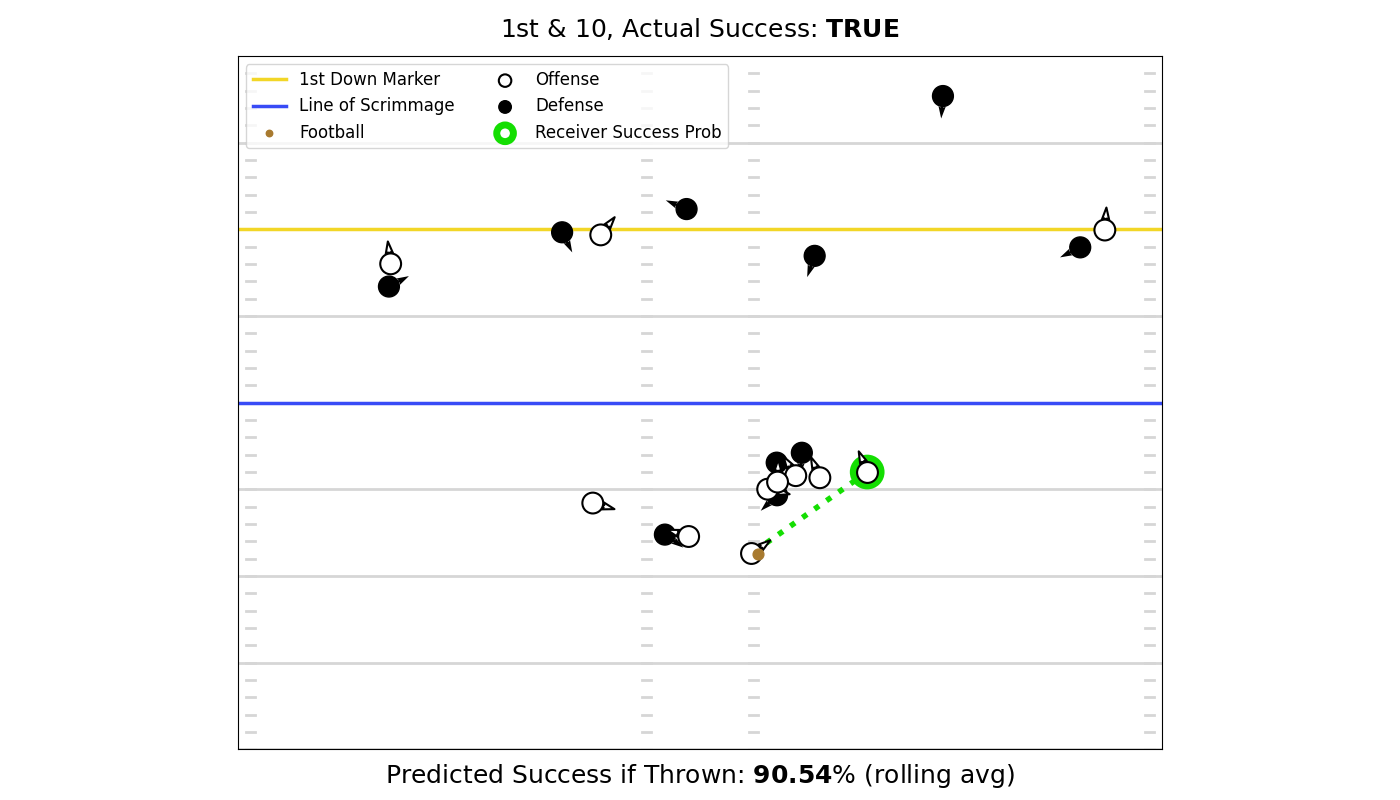 1st & 10, Actual Success: TRUE
1st Down Marker
Line of Scrimmage
Football
Offense
Defense
Receiver Success Prob
Predicted Success if Thrown: 90.54% (rolling avg)